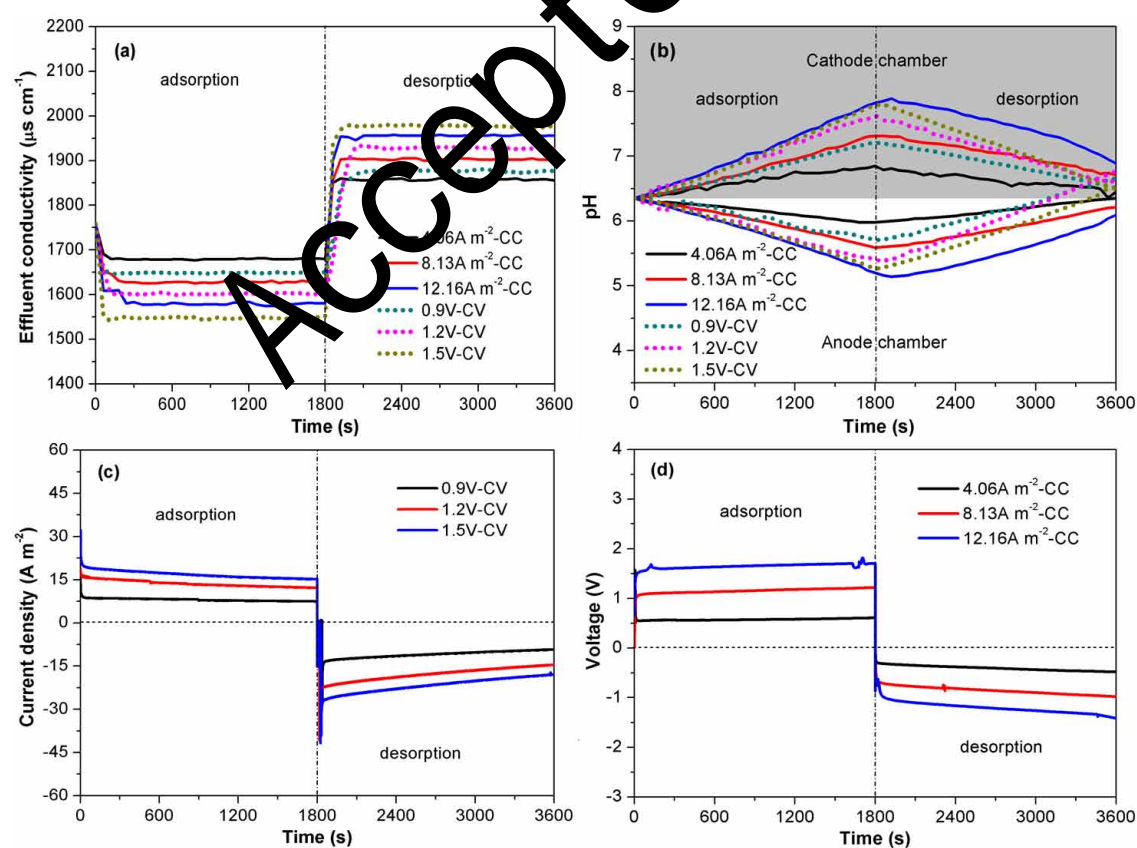 Accepte
(a)
adsorption
desorption
Effluent conductivity (µs cm⁻¹)
2200
2100
2000
1900
1800
1700
1600
1500
1400
4.06A m⁻²-CC
8.13A m⁻²-CC
12.16A m⁻²-CC
0.9V-CV
1.2V-CV
1.5V-CV
0 600 1200 1800 2400 3000 3600
Time (s)
(b)
Cathode chamber
adsorption
desorption
pH
9
8
7
6
5
4
4.06A m⁻²-CC
8.13A m⁻²-CC
12.16A m⁻²-CC
0.9V-CV
1.2V-CV
1.5V-CV
Anode chamber
0 600 1200 1800 2400 3000 3600
Time (s)
(c)
adsorption
0.9V-CV
1.2V-CV
1.5V-CV
Current density (A m⁻²)
60
45
30
15
0
-15
-30
-45
-60
desorption
0 600 1200 1800 2400 3000 3600
Time (s)
(d)
adsorption
4.06A m⁻²-CC
8.13A m⁻²-CC
12.16A m⁻²-CC
Voltage (V)
4
3
2
1
0
-1
-2
-3
desorption
0 600 1200 1800 2400 3000 3600
Time (s)